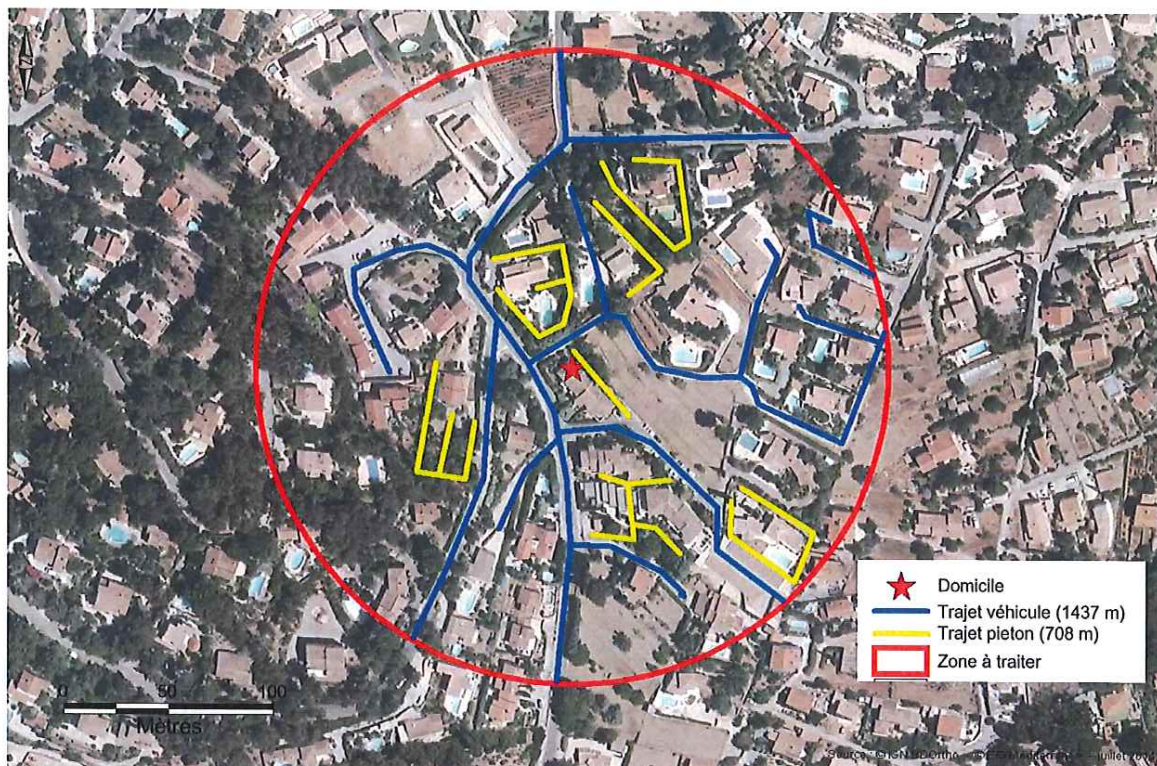 Domicile
Trajet véhicule (1437 m)
Trajet pieton (708 m)
Zone à traiter
0 50 100
Mètres